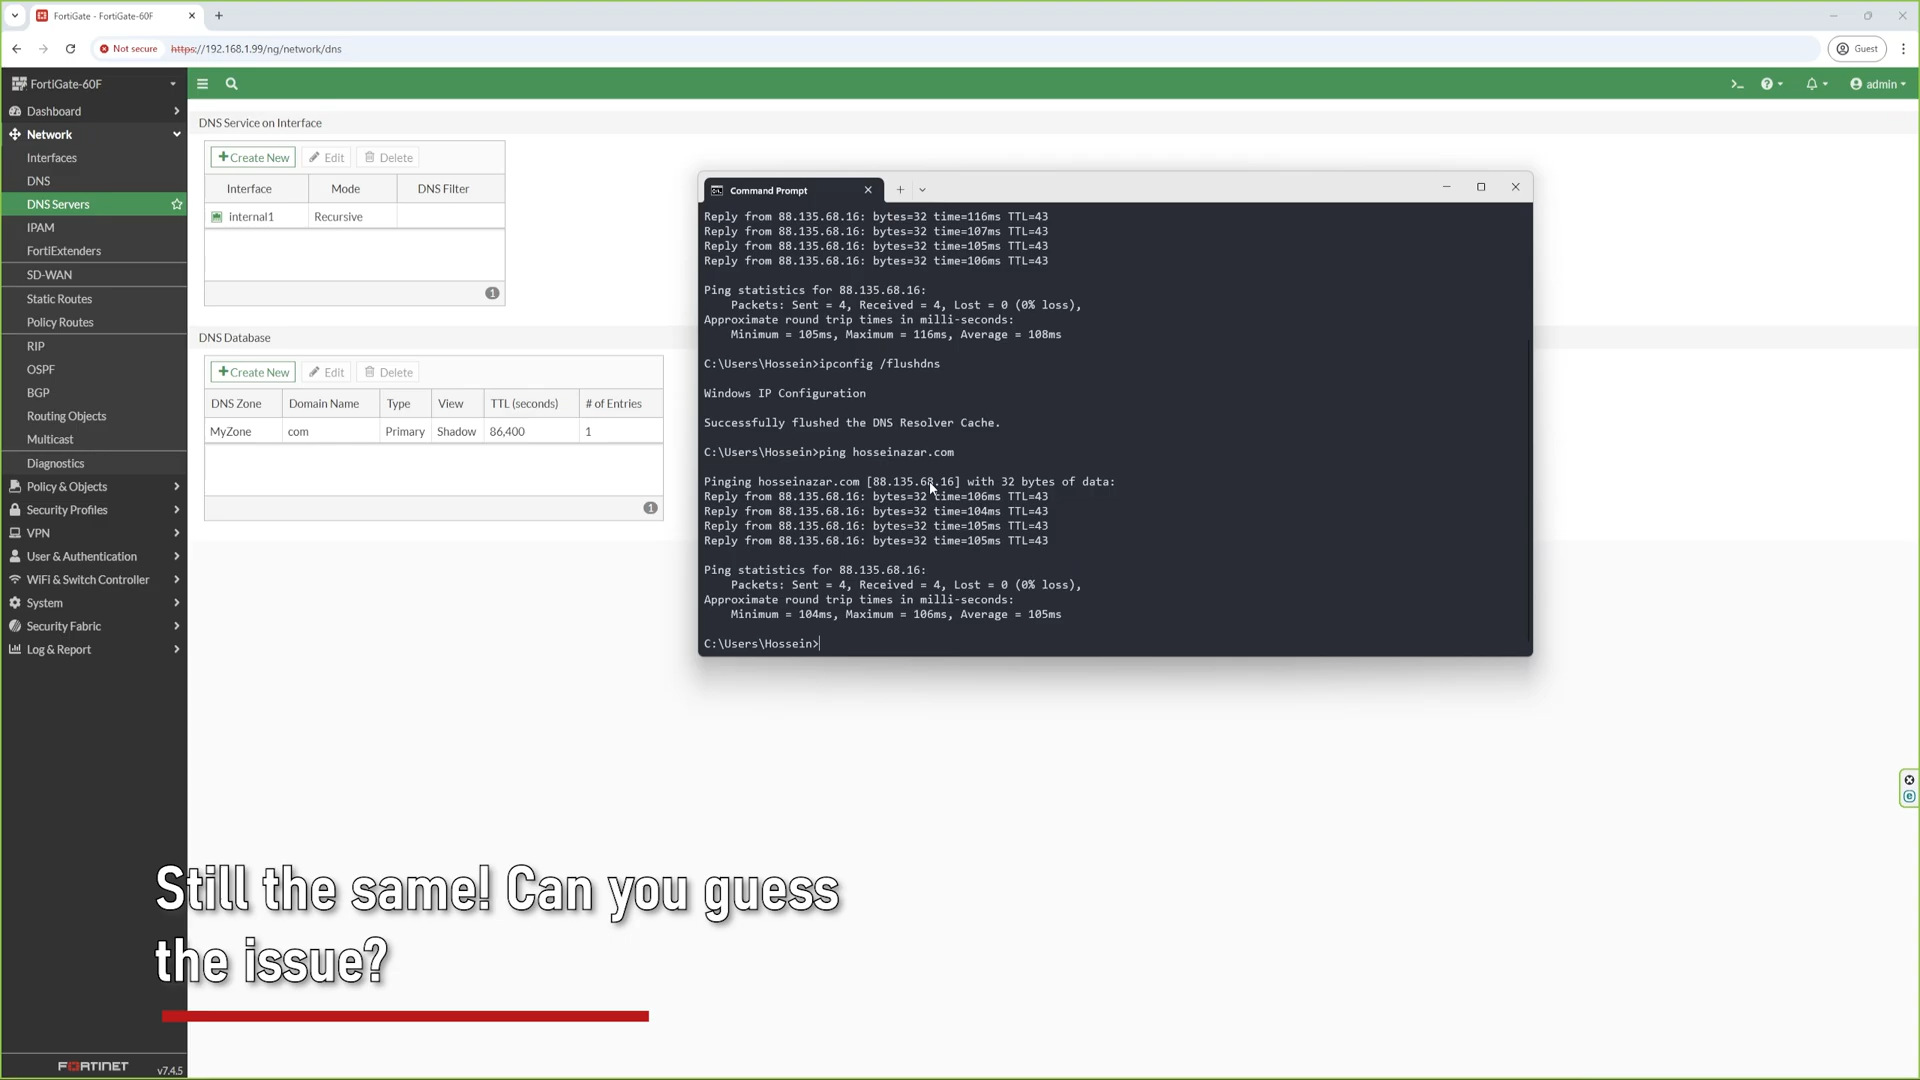 FortiGate - FortiGate-60F
Not secure
https://192.168.1.99/ng/network/dns
Guest
FortiGate-60F
admin
Dashboard
Network
Interfaces
DNS
DNS Servers
IPAM
FortiExtenders
SD-WAN
Static Routes
Policy Routes
RIP
OSPF
BGP
Routing Objects
Multicast
Diagnostics
Policy & Objects
Security Profiles
VPN
User & Authentication
WiFi & Switch Controller
System
Security Fabric
Log & Report
FORTINET
v7.4.5
DNS Service on Interface
Create New Edit Delete
Interface Mode DNS Filter
internal1 Recursive
1
DNS Database
Create New Edit Delete
DNS Zone Domain Name Type View TTL (seconds) # of Entries
MyZone com Primary Shadow 86,400 1
1
Command Prompt
Reply from 88.135.68.16: bytes=32 time=116ms TTL=43
Reply from 88.135.68.16: bytes=32 time=107ms TTL=43
Reply from 88.135.68.16: bytes=32 time=105ms TTL=43
Reply from 88.135.68.16: bytes=32 time=106ms TTL=43
Ping statistics for 88.135.68.16:
Packets: Sent = 4, Received = 4, Lost = 0 (0% loss),
Approximate round trip times in milli-seconds:
Minimum = 105ms, Maximum = 116ms, Average = 108ms
C:\Users\Hossein>ipconfig /flushdns
Windows IP Configuration
Successfully flushed the DNS Resolver Cache.
C:\Users\Hossein>ping hosseinazar.com
Pinging hosseinazar.com [88.135.68.16] with 32 bytes of data:
Reply from 88.135.68.16: bytes=32 time=106ms TTL=43
Reply from 88.135.68.16: bytes=32 time=104ms TTL=43
Reply from 88.135.68.16: bytes=32 time=105ms TTL=43
Reply from 88.135.68.16: bytes=32 time=105ms TTL=43
Ping statistics for 88.135.68.16:
Packets: Sent = 4, Received = 4, Lost = 0 (0% loss),
Approximate round trip times in milli-seconds:
Minimum = 104ms, Maximum = 106ms, Average = 105ms
C:\Users\Hossein>
Still the same! Can you guess
the issue?